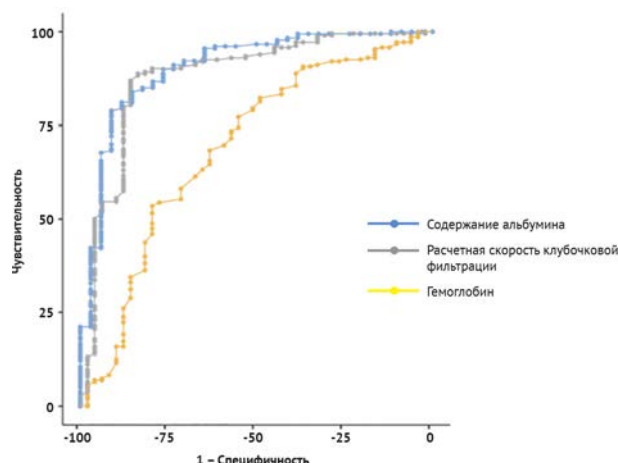 Чувствительность
100
75
50
25
0
-100
-75
-50
-25
0
1 – Специфичность
Содержание альбумина
Расчетная скорость клубочковой
фильтрации
Гемоглобин